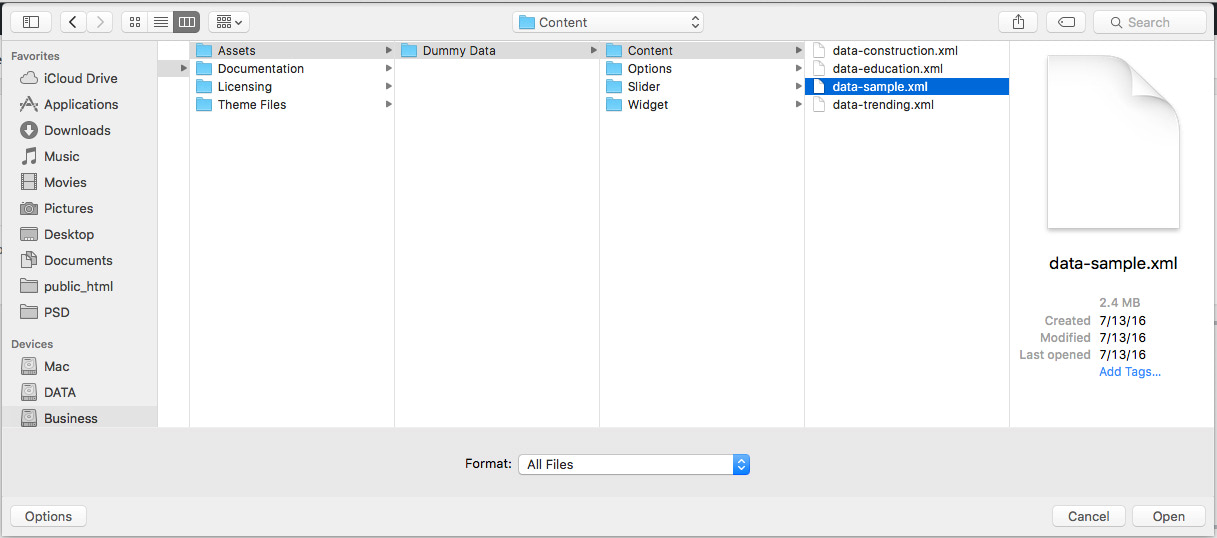 Content
Search
Favorites
iCloud Drive
Applications
Downloads
Music
Movies
Pictures
Desktop
Documents
public_html
PSD
Devices
Mac
DATA
Business
Assets
Documentation
Licensing
Theme Files
Dummy Data
Content
Options
Slider
Widget
data-construction.xml
data-education.xml
data-sample.xml
data-trending.xml
data-sample.xml
2.4 MB
Created 7/13/16
Modified 7/13/16
Last opened 7/13/16
Add Tags...
Format: All Files
Options
Cancel
Open